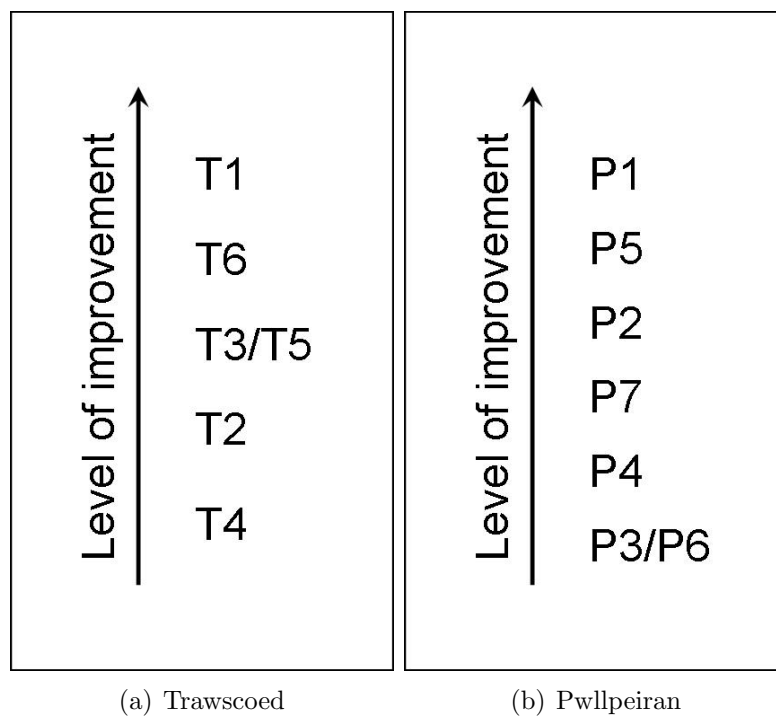 Level of improvement
T1
T6
T3/T5
T2
T4
(a) Trawscoed
Level of improvement
P1
P5
P2
P7
P4
P3/P6
(b) Pwllpeiran